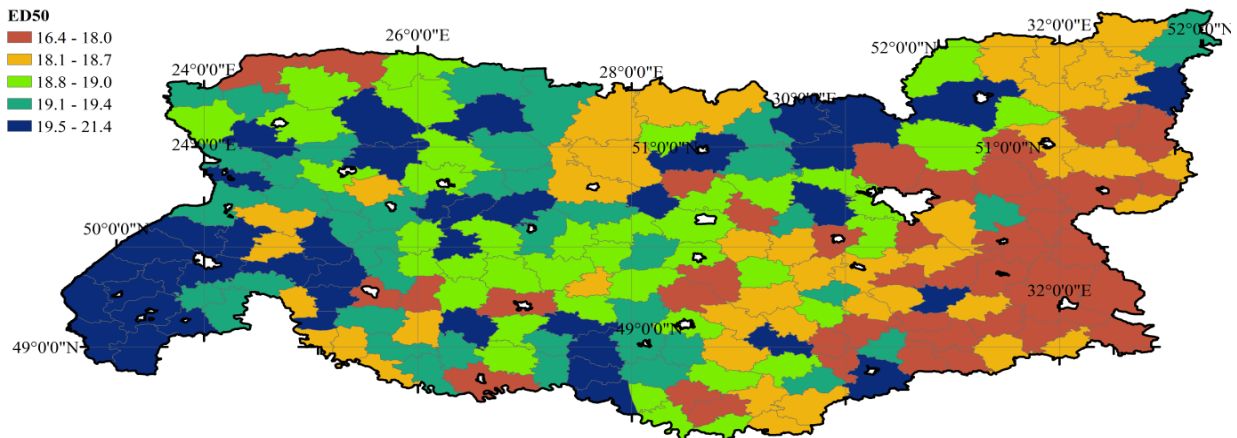 ED50
16.4 - 18.0
18.1 - 18.7
18.8 - 19.0
19.1 - 19.4
19.5 - 21.4
24°0'0"E
26°0'0"E
28°0'0"E
30°0'0"E
52°0'0"N
32°0'0"E
52°0'0"N
24°0'0"E
51°0'0"N
51°0'0"N
50°0'0"N
49°0'0"N
49°0'0"N
32°0'0"E